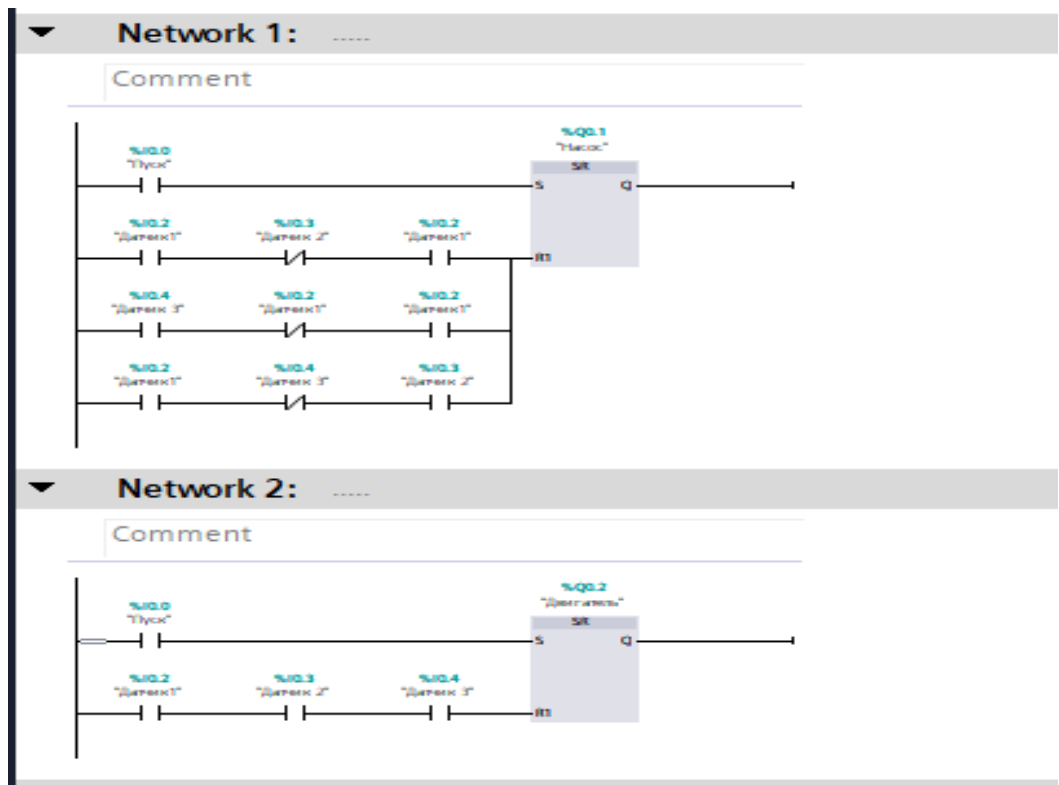 Network 1: .....
Comment
%Q0.1
"Насос"
%I0.0
"Пуск"
SR
S Q
%I0.2 %I0.3 %I0.2
"Датчик1" "Датчик 2" "Датчик1"
R1
%I0.4 %I0.2 %I0.2
"Датчик 3" "Датчик1" "Датчик1"
%I0.2 %I0.4 %I0.3
"Датчик1" "Датчик 3" "Датчик 2"
Network 2: .....
Comment
%Q0.2
"Двигатель"
%I0.0
"Пуск"
SR
S Q
%I0.2 %I0.3 %I0.4
"Датчик1" "Датчик 2" "Датчик 3"
R1